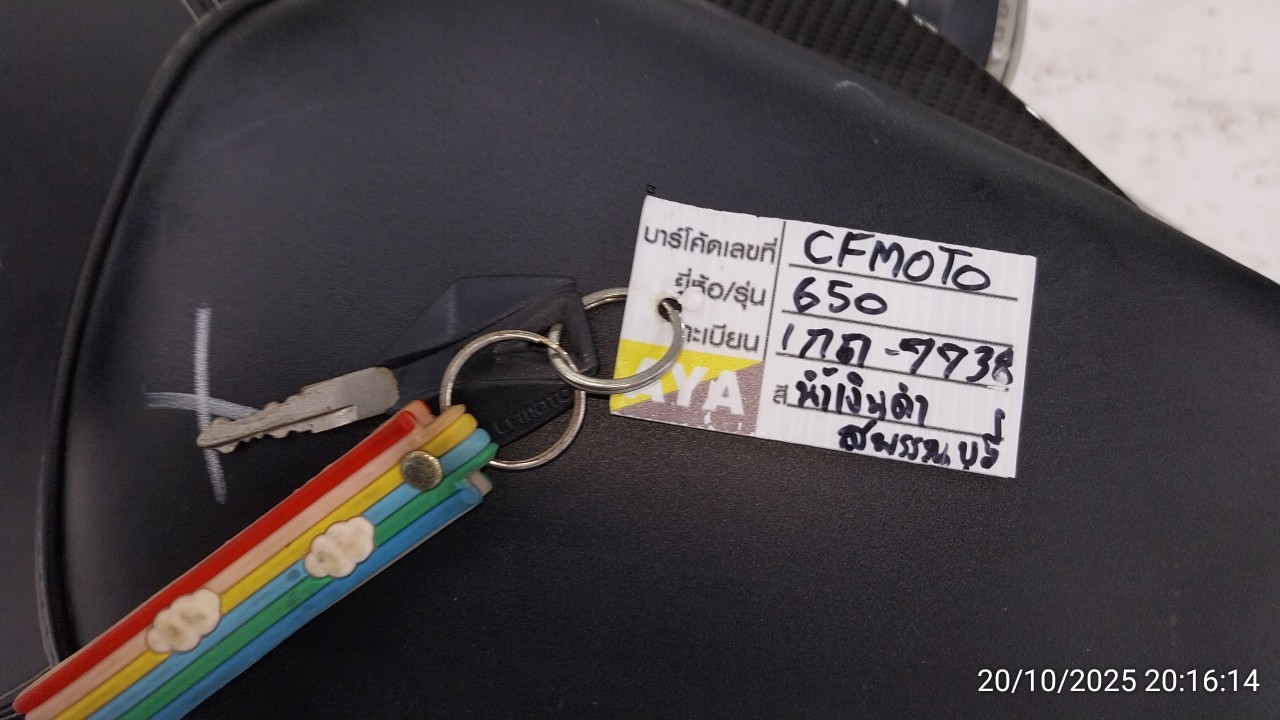 บาร์โค้ดเลขที่ CFMOTO
ยี่ห้อ/รุ่น 650
ทะเบียน 1กถ-7738
สี น้ำเงินดำ
สุพรรณบุรี
AYA
CFMOTO
20/10/2025 20:16:14